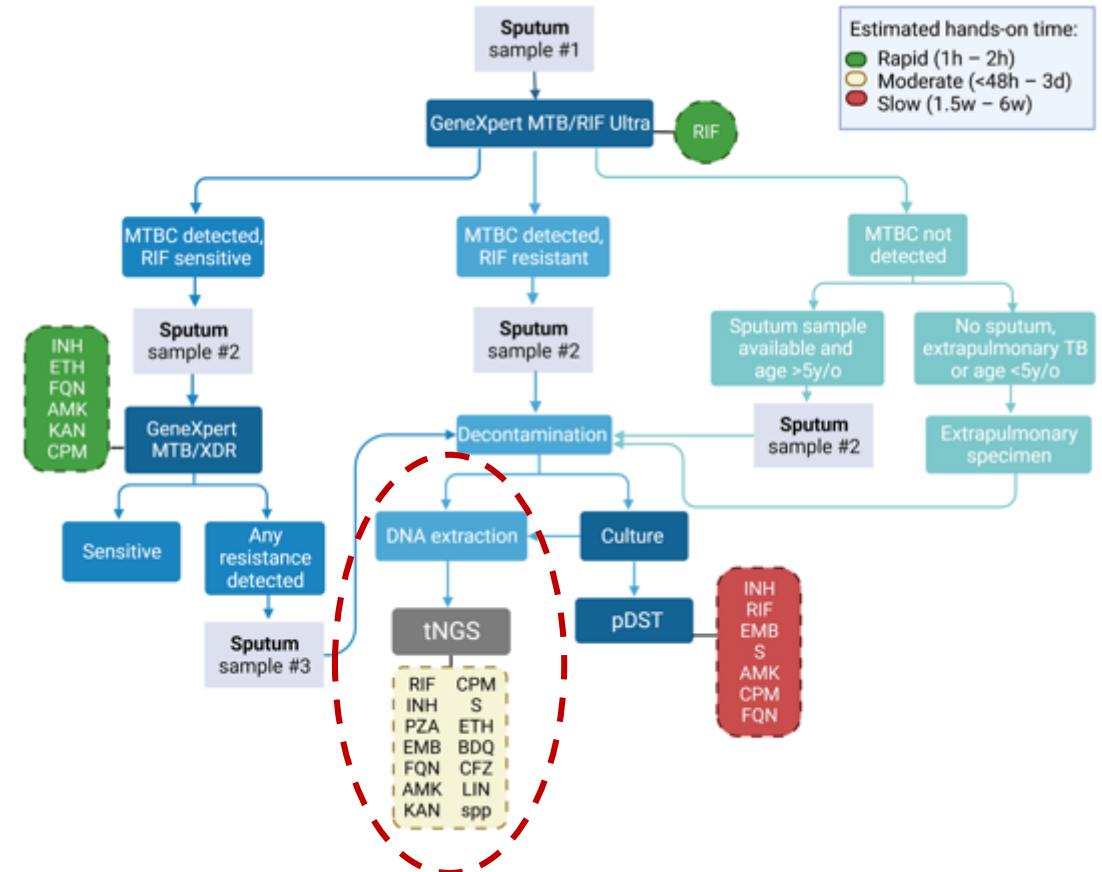 Sputum
sample #1
Estimated hands-on time:
Rapid (1h – 2h)
Moderate (<48h – 3d)
Slow (1.5w – 6w)
GeneXpert MTB/RIF Ultra
RIF
MTBC detected,
RIF sensitive
MTBC detected,
RIF resistant
MTBC not
detected
Sputum
sample #2
Sputum
sample #2
Sputum sample
available and
age >5y/o
No sputum,
extrapulmonary TB
or age <5y/o
INH
ETH
FQN
AMK
KAN
CPM
GeneXpert
MTB/XDR
Decontamination
Sputum
sample #2
Extrapulmonary
specimen
Sensitive
Any
resistance
detected
DNA extraction
Culture
Sputum
sample #3
tNGS
pDST
INH
RIF
EMB
S
AMK
CPM
FQN
RIF CPM
INH S
PZA ETH
EMB BDQ
FQN CFZ
AMK LIN
KAN spp